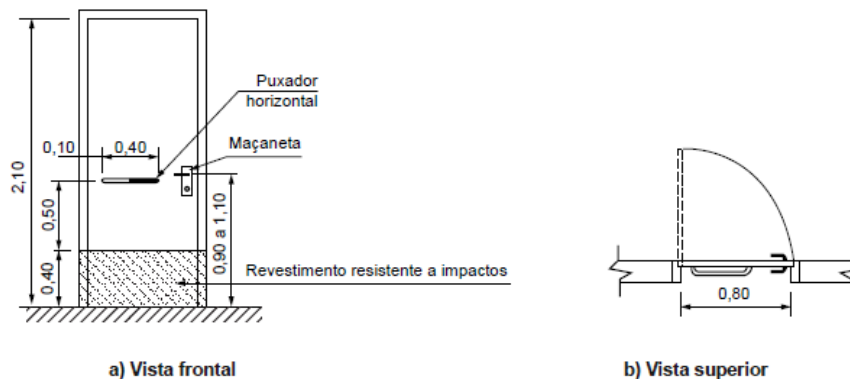 Puxador
horizontal
0,10
0,40
Maçaneta
2,10
0,50
0,90 a 1,10
0,40
Revestimento resistente a impactos
0,80
a) Vista frontal
b) Vista superior